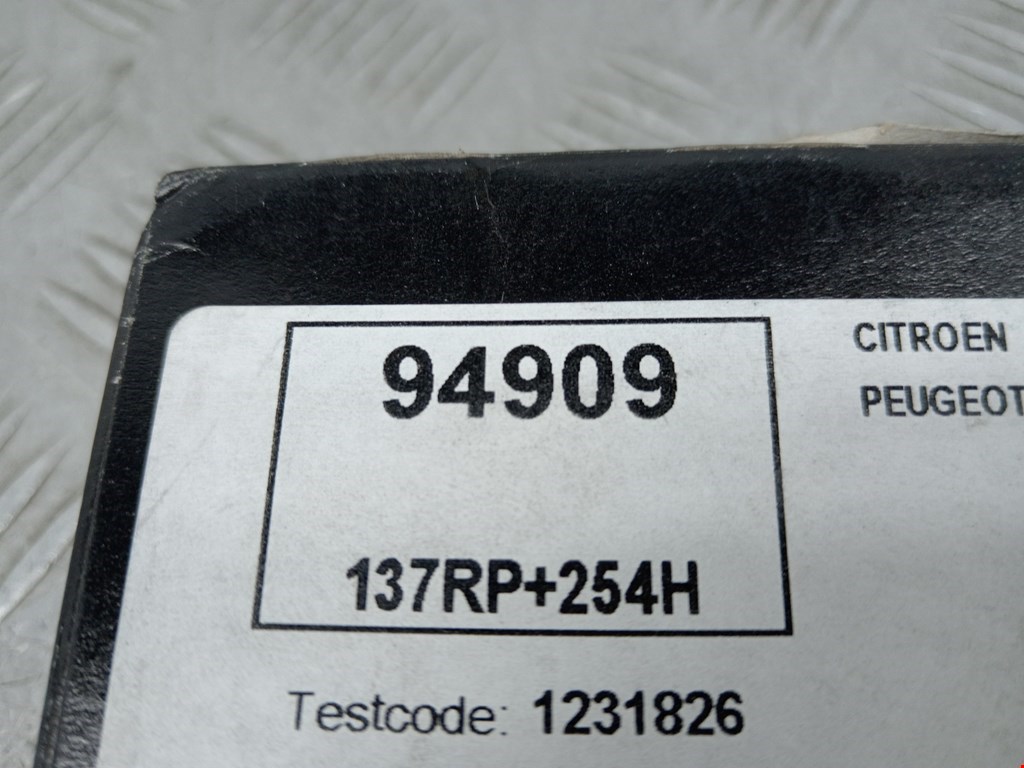 94909
137RP+254H
Testcode: 1231826
CITROEN
PEUGEOT